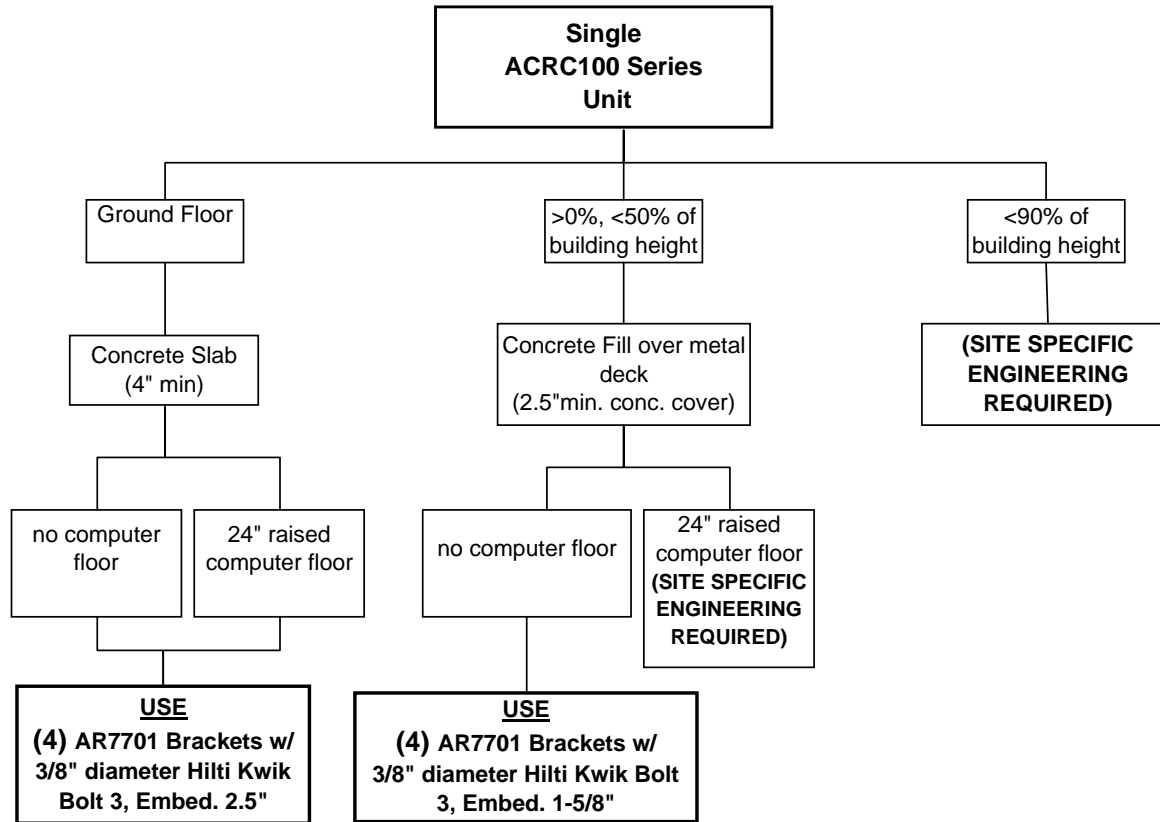 Single
ACRC100 Series
Unit
Ground Floor
>0%, <50% of
building height
<90% of
building height
Concrete Slab
(4" min)
Concrete Fill over metal
deck
(2.5"min. conc. cover)
(SITE SPECIFIC
ENGINEERING
REQUIRED)
no computer
floor
24" raised
computer floor
no computer floor
24" raised
computer floor
(SITE SPECIFIC
ENGINEERING
REQUIRED)
USE
(4) AR7701 Brackets w/
3/8" diameter Hilti Kwik
Bolt 3, Embed. 2.5"
USE
(4) AR7701 Brackets w/
3/8" diameter Hilti Kwik Bolt
3, Embed. 1-5/8"